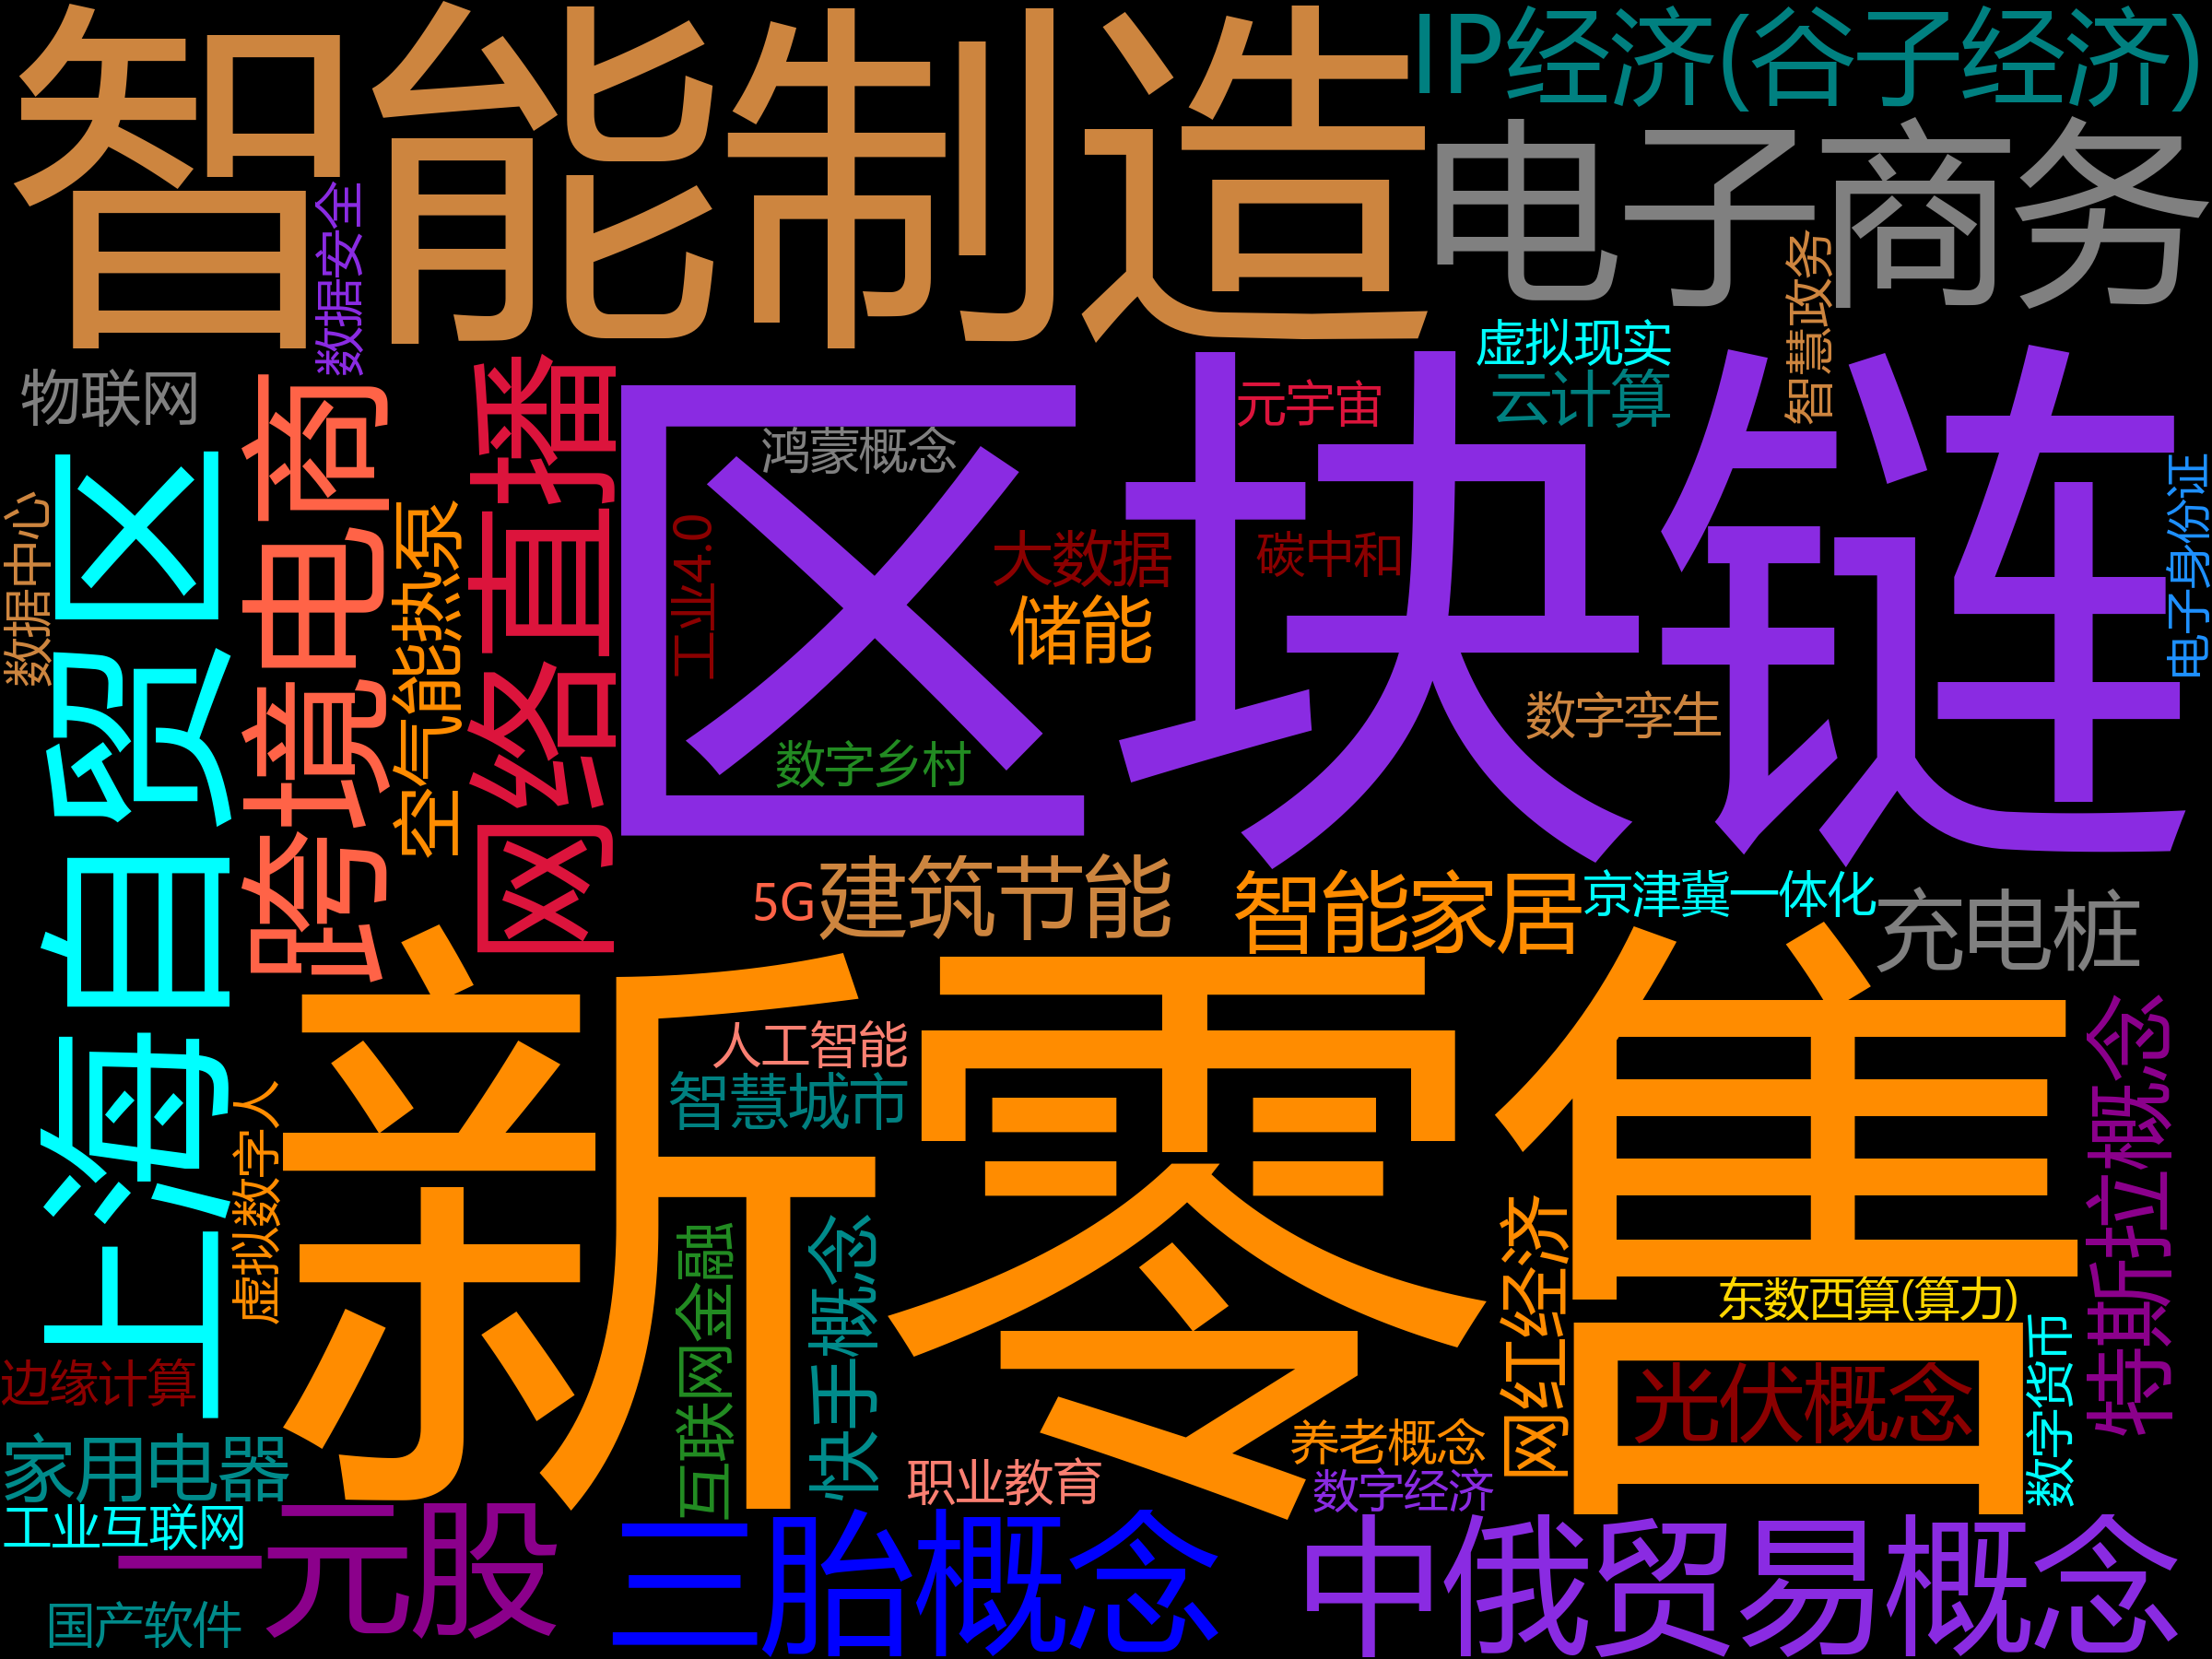 智能制造
IP经济(谷子经济)
电子商务
数据安全
智慧政务
虚拟现实
云计算
物联网
元宇宙
鸿蒙概念
区块链
跨境电商
网络直播
上海自贸区
空气能热泵
数据中心
工业4.0
大数据
碳中和
储能
电子身份证
数字孪生
数字乡村
5G
建筑节能
智能家居
京津翼一体化
充电桩
新零售
人工智能
智慧城市
特斯拉概念
虚拟数字人
互联网金融
快手概念
网红经济
东数西算(算力)
数字货币
边缘计算
光伏概念
家用电器
养老概念
职业教育
数字经济
工业互联网
一元股
三胎概念
中俄贸易概念
国产软件